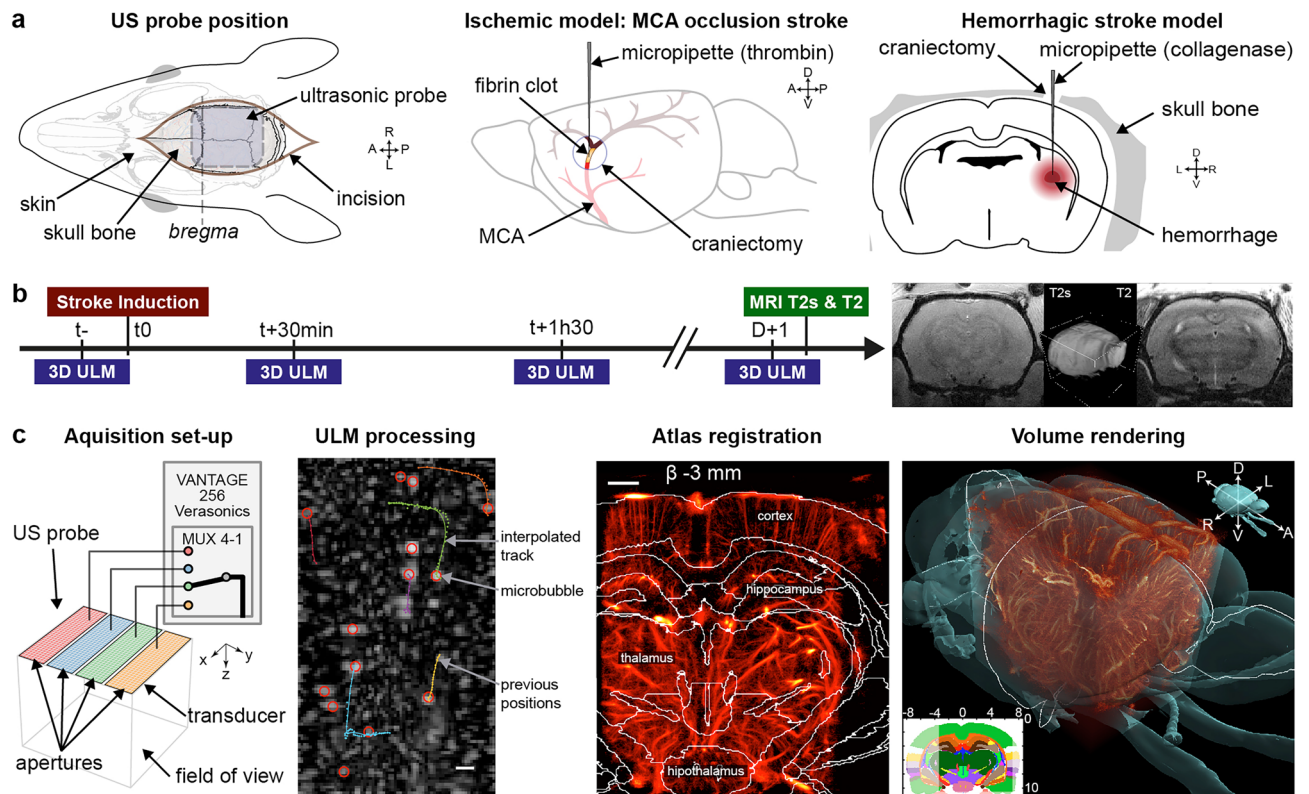 a
US probe position
ultrasonic probe
R
A P
L
skin
incision
skull bone
bregma
Ischemic model: MCA occlusion stroke
micropipette (thrombin)
fibrin clot
D
A P
V
MCA
craniectomy
Hemorrhagic stroke model
craniectomy
micropipette (collagenase)
skull bone
D
L R
V
hemorrhage
b
Stroke Induction
MRI T2s & T2
t-
t0
t+30min
t+1h30
D+1
3D ULM
3D ULM
3D ULM
3D ULM
T2s
T2
c
Aquisition set-up
VANTAGE
256
Verasonics
MUX 4-1
US probe
x
y
z
transducer
apertures
field of view
ULM processing
interpolated
track
microbubble
previous
positions
Atlas registration
β -3 mm
cortex
hippocampus
thalamus
hipothalamus
Volume rendering
D
P L
R A
V
-8 -4 0 4 8
0
10